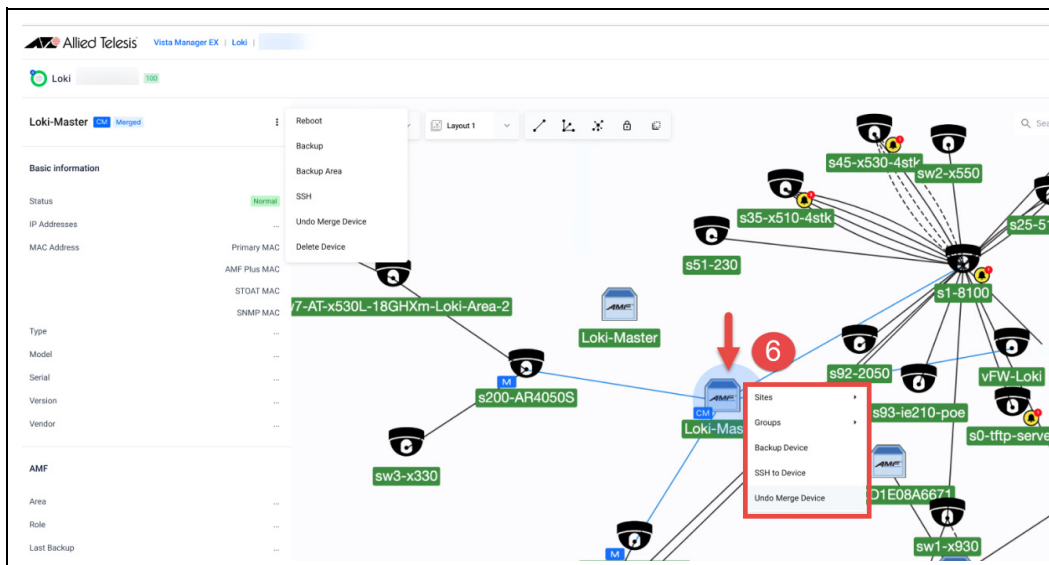 Allied Telesis Vista Manager EX | Loki |
Loki 100
Loki-Master CM Merged
Basic information
Status Normal
IP Addresses ...
MAC Address Primary MAC
AMF Plus MAC
STOAT MAC
SNMP MAC
Type ...
Model ...
Serial ...
Version ...
Vendor ...
AMF
Area ...
Role ...
Last Backup ...
Reboot
Backup
Backup Area
SSH
Undo Merge Device
Delete Device
Layout 1
Sea
s45-x530-4stk
sw2-x550
s35-x510-4stk
s25-51
s51-230
s1-8100
7-AT-x530L-18GHXm-Loki-Area-2
AMF
Loki-Master
6
s92-2050
vFW-Loki
M
s200-AR4050S
AMF
CM
Loki-Mas
s93-ie210-poe
s0-tftp-serve
sw3-x330
Sites
Groups
Backup Device
SSH to Device
Undo Merge Device
AMF
D1E08A6671
sw1-x930
M